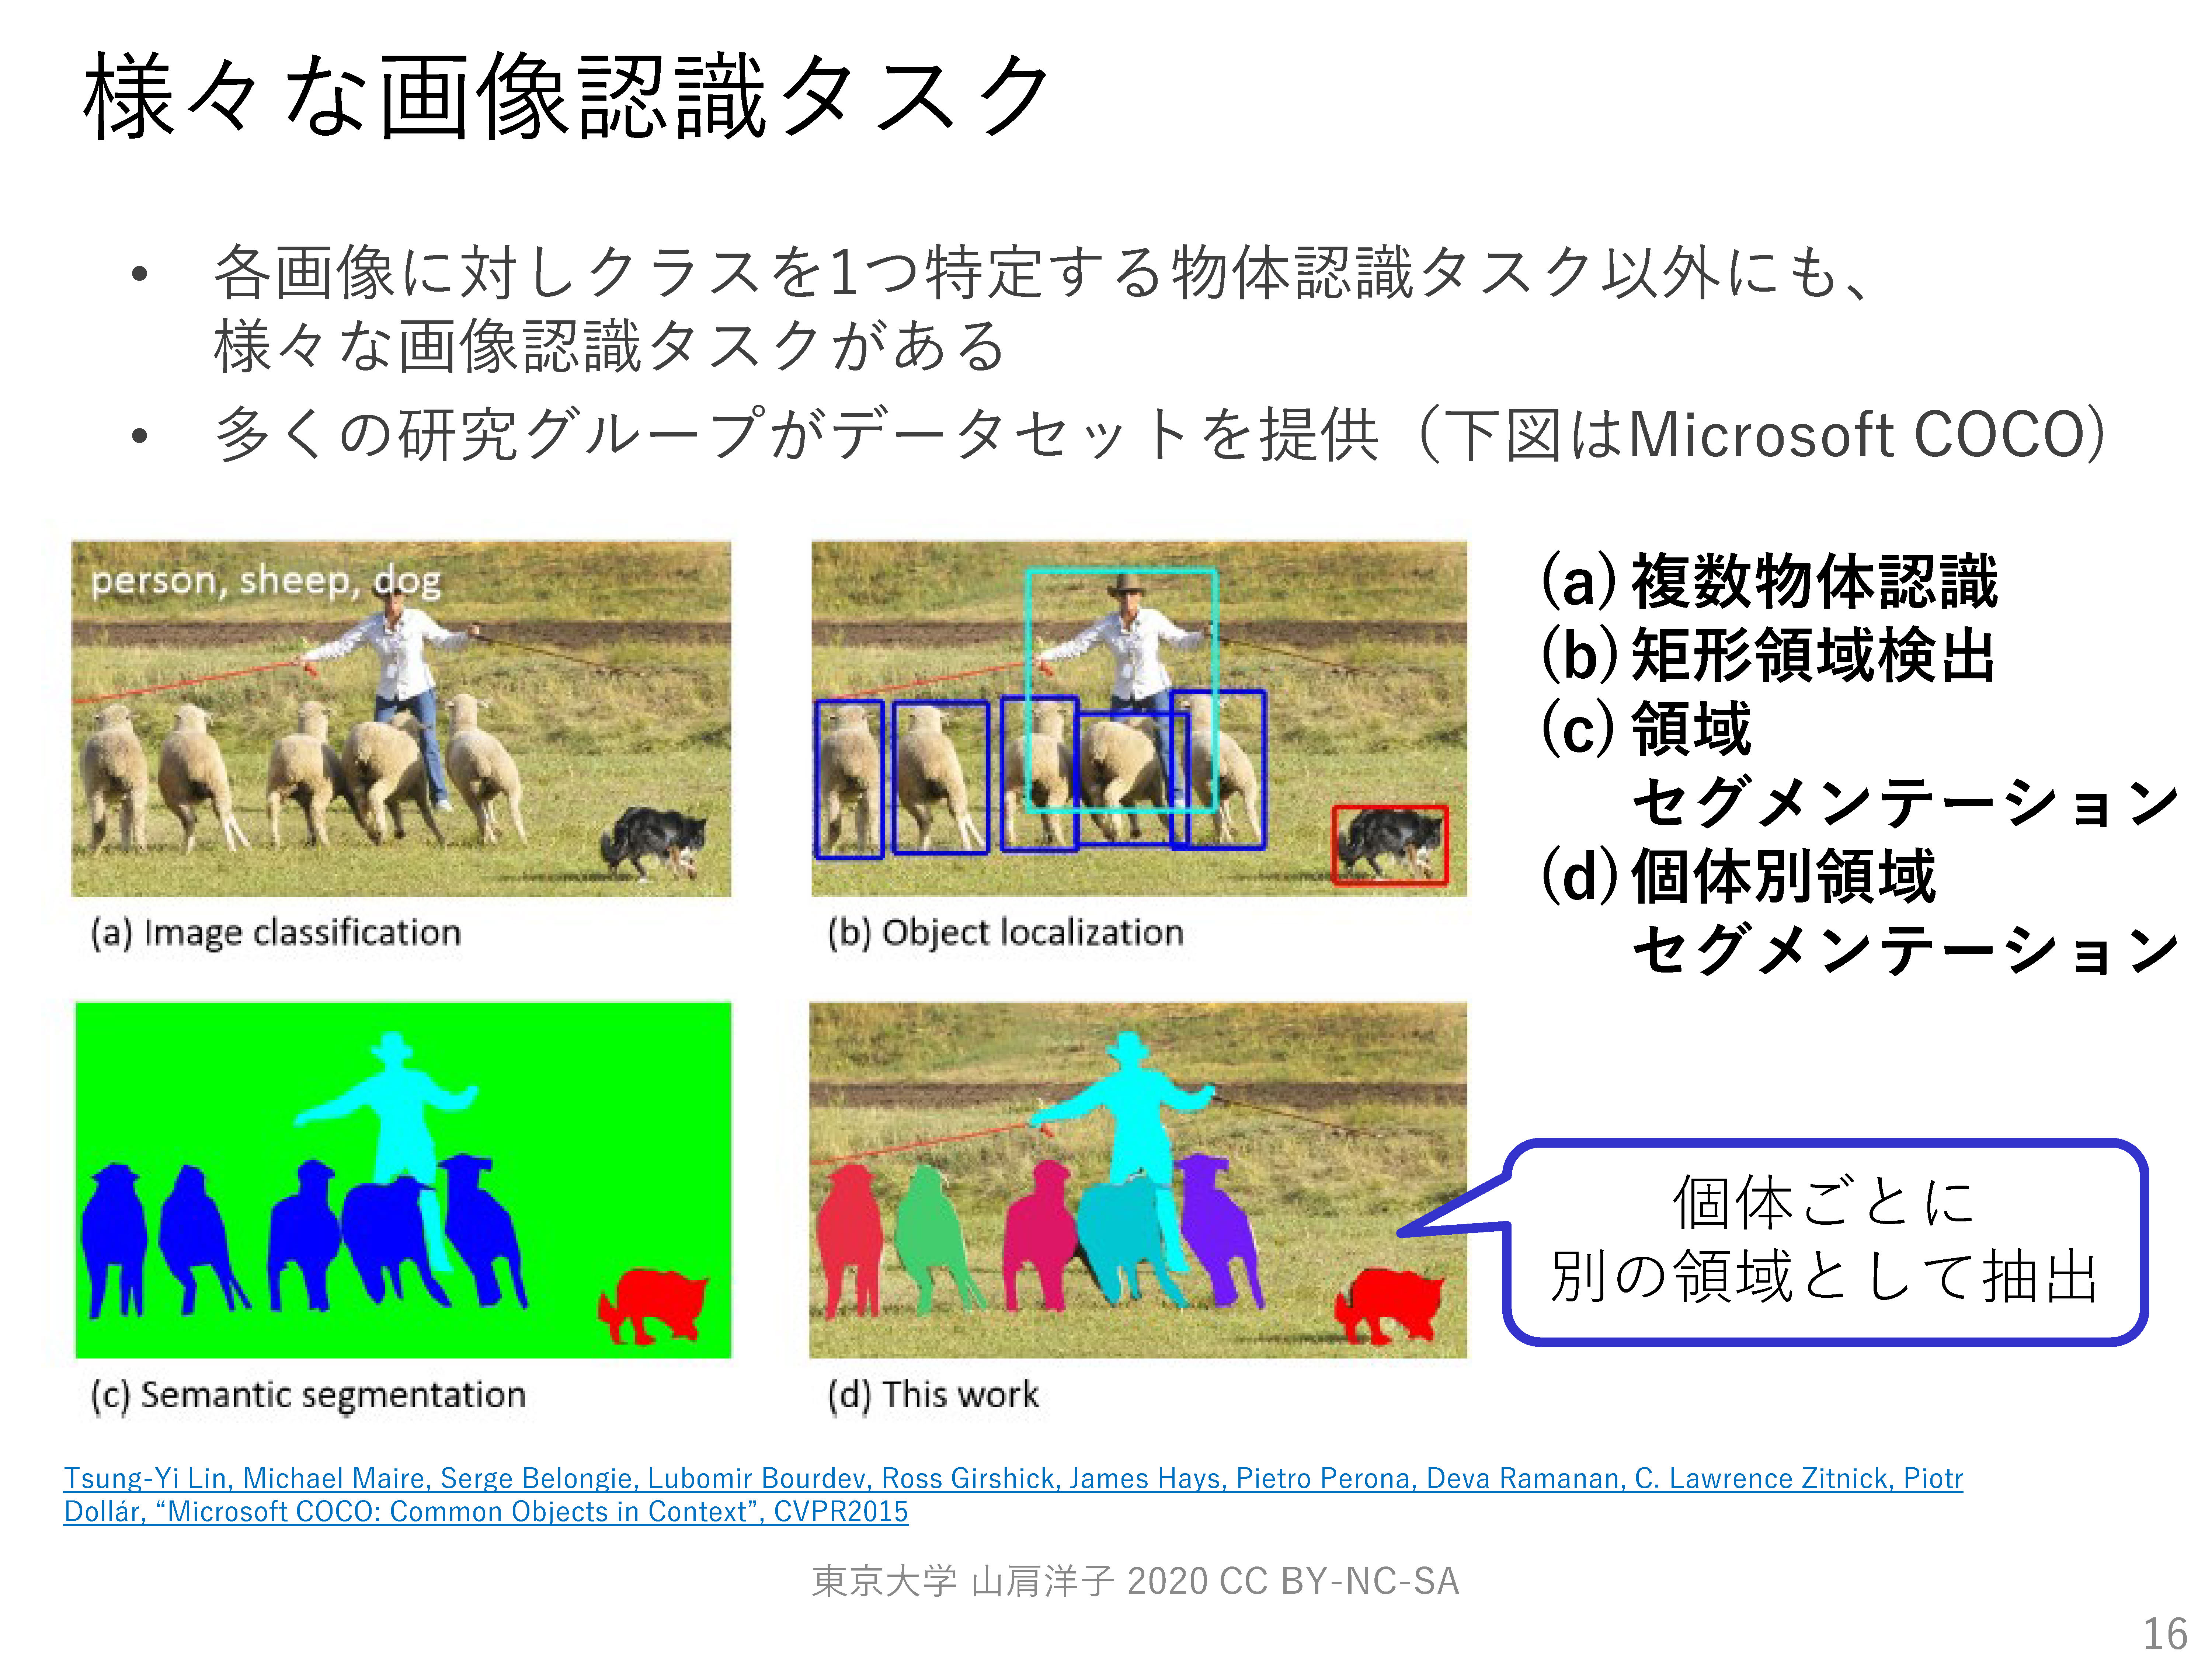 様々な画像認識タスク
• 各画像に対しクラスを1つ特定する物体認識タスク以外にも、
様々な画像認識タスクがある
• 多くの研究グループがデータセットを提供（下図はMicrosoft COCO）
person, sheep, dog
(a) Image classification
(b) Object localization
(c) Semantic segmentation
(d) This work
(a) 複数物体認識
(b) 矩形領域検出
(c) 領域
セグメンテーション
(d) 個体別領域
セグメンテーション
個体ごとに
別の領域として抽出
Tsung-Yi Lin, Michael Maire, Serge Belongie, Lubomir Bourdev, Ross Girshick, James Hays, Pietro Perona, Deva Ramanan, C. Lawrence Zitnick, Piotr
Dollár, “Microsoft COCO: Common Objects in Context”, CVPR2015
東京大学 山肩洋子 2020 CC BY-NC-SA
16